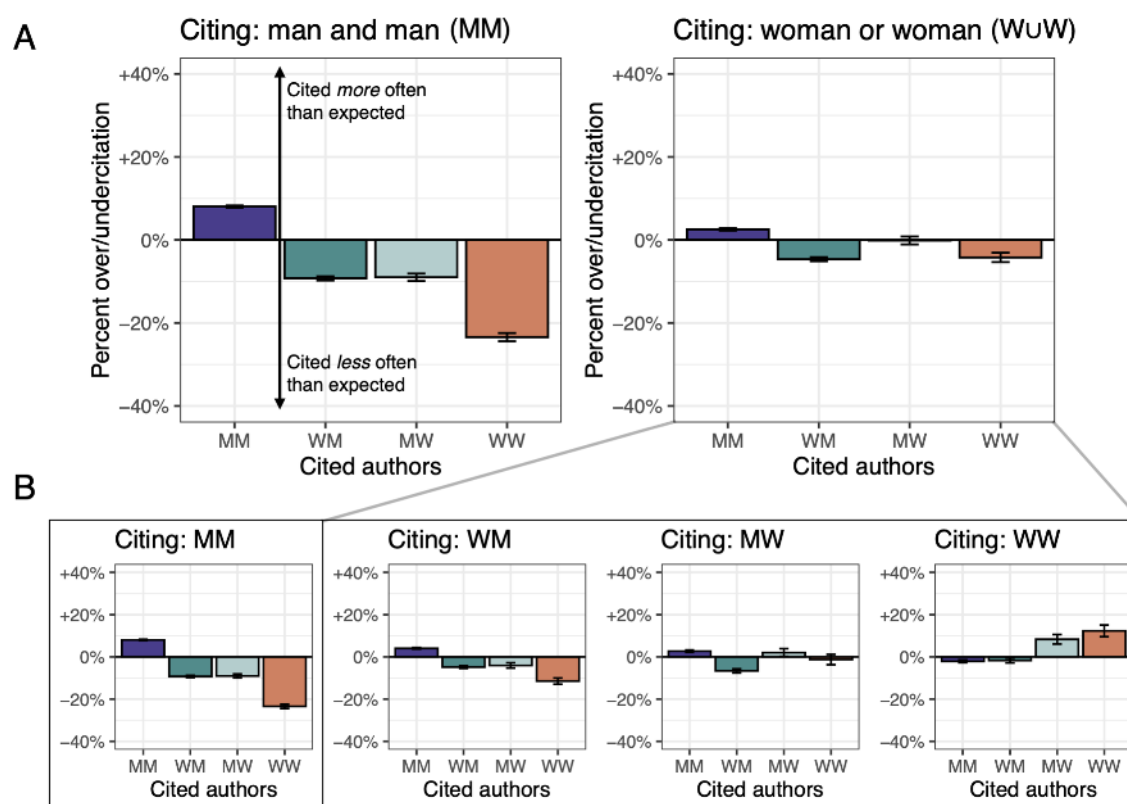 A
Citing: man and man (MM)
Citing: woman or woman (W∪W)
Percent over/undercitation
+40%
+20%
0%
−20%
−40%
Cited more often
than expected
Cited less often
than expected
MM WM MW WW
Cited authors
Percent over/undercitation
+40%
+20%
0%
−20%
−40%
MM WM MW WW
Cited authors
B
Citing: MM
+40%
+20%
0%
−20%
−40%
MM WM MW WW
Cited authors
Citing: WM
+40%
+20%
0%
−20%
−40%
MM WM MW WW
Cited authors
Citing: MW
+40%
+20%
0%
−20%
−40%
MM WM MW WW
Cited authors
Citing: WW
+40%
+20%
0%
−20%
−40%
MM WM MW WW
Cited authors